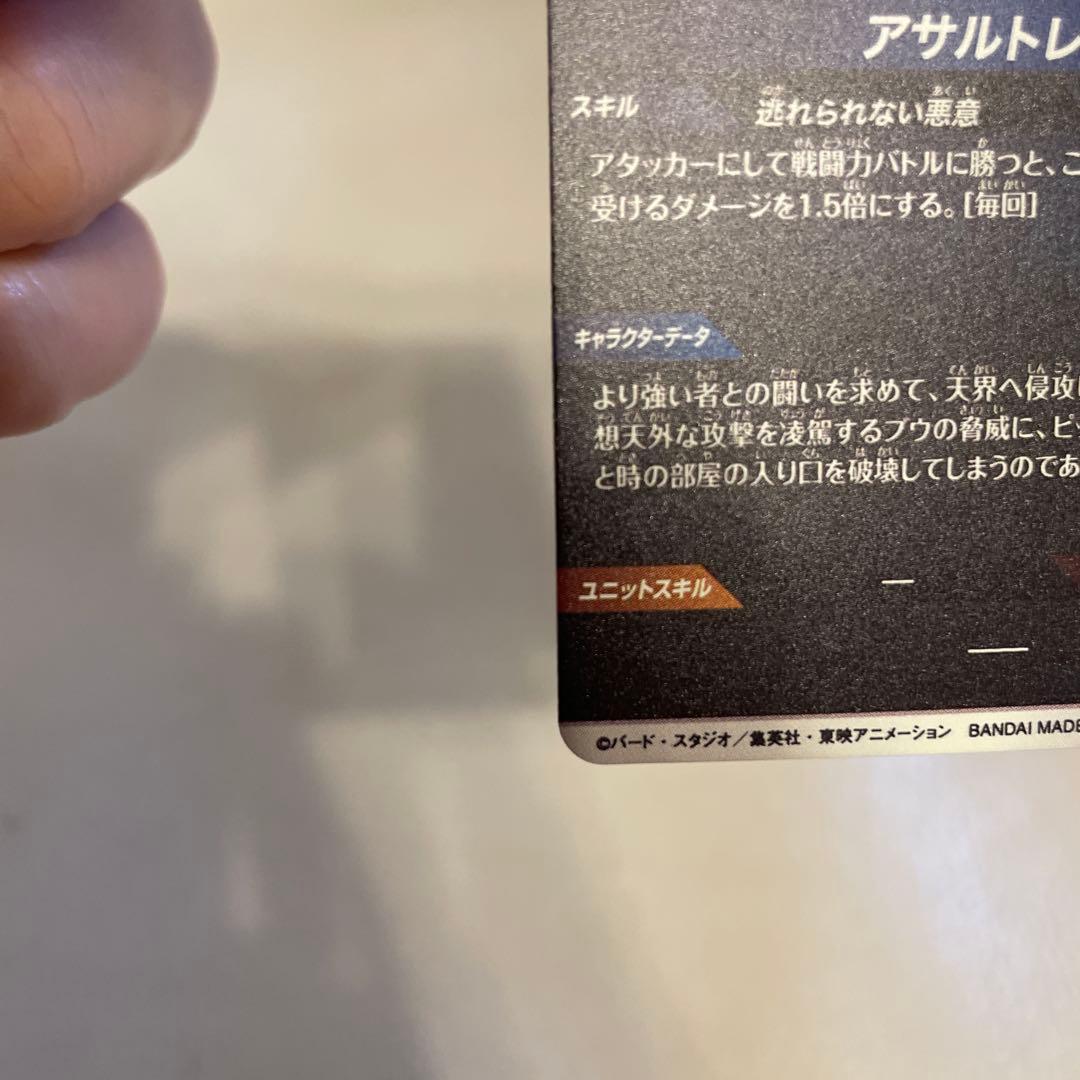 アサルトレ
スキル
逃れられない悪意
アタッカーにして戦闘力バトルに勝つと、こ
受けるダメージを1.5倍にする。[毎回]
キャラクターデータ
より強い者との闘いを求めて、天界へ侵攻
想天外な攻撃を凌駕するブウの脅威に、ピッ
と時の部屋の入り口を破壊してしまうのであ
ユニットスキル
—
—
©バード・スタジオ／集英社・東映アニメーション BANDAI MADE